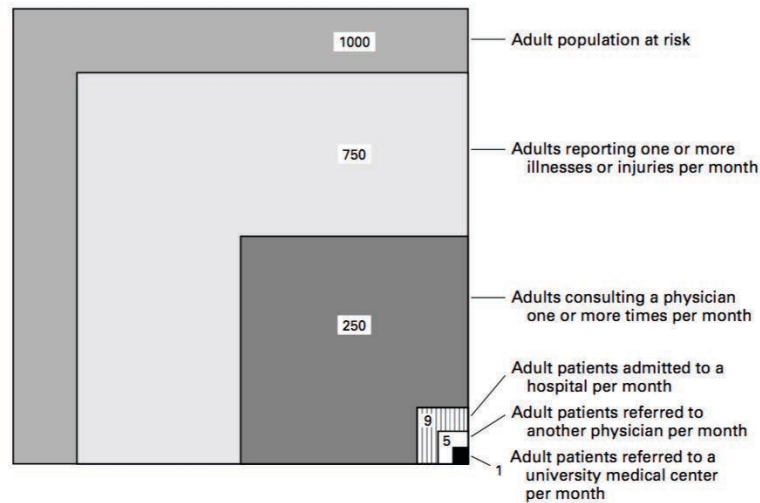 1000
Adult population at risk
750
Adults reporting one or more
illnesses or injuries per month
250
Adults consulting a physician
one or more times per month
Adult patients admitted to a
hospital per month
9
Adult patients referred to
another physician per month
5
1
Adult patients referred to a
university medical center
per month